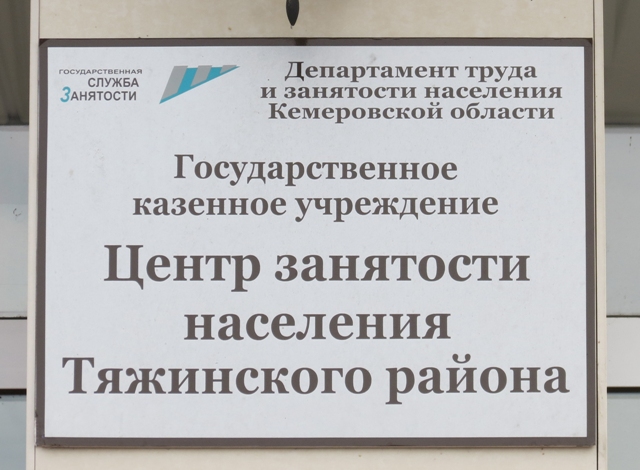 ГОСУДАРСТВЕННАЯ
СЛУЖБА
ЗАНЯТОСТИ
Департамент труда
и занятости населения
Кемеровской области
Государственное
казенное учреждение
Центр занятости
населения
Тяжинского района